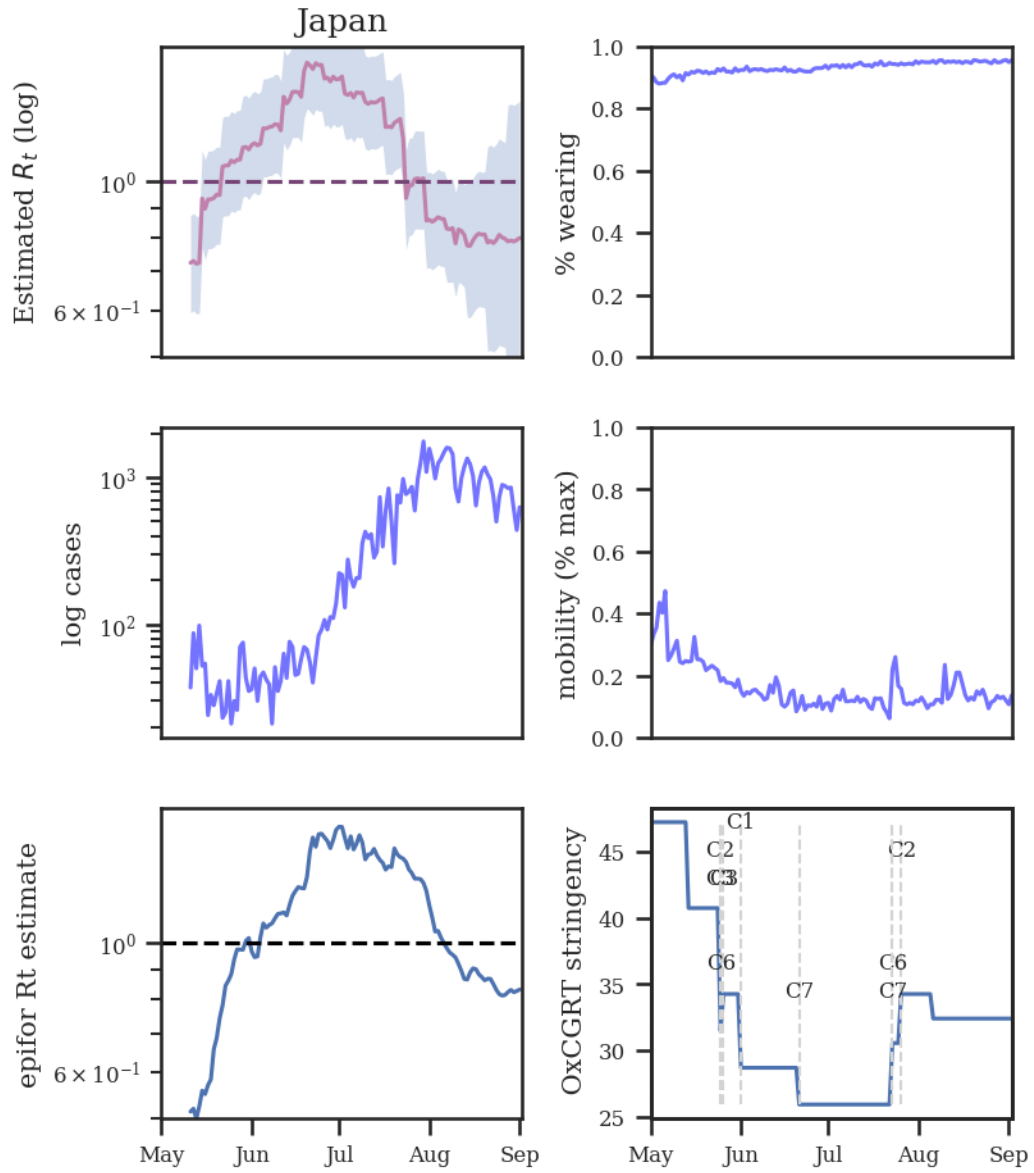 Japan
Estimated R_t (log)
10^0
6 × 10^−1
% wearing
1.0
0.8
0.6
0.4
0.2
0.0
log cases
10^3
10^2
mobility (% max)
1.0
0.8
0.6
0.4
0.2
0.0
epifor Rt estimate
10^0
6 × 10^−1
May
Jun
Jul
Aug
Sep
OxCGRT stringency
45
40
35
30
25
C1
C2
C2
C3
C3
C6
C6
C7
C7
May
Jun
Jul
Aug
Sep